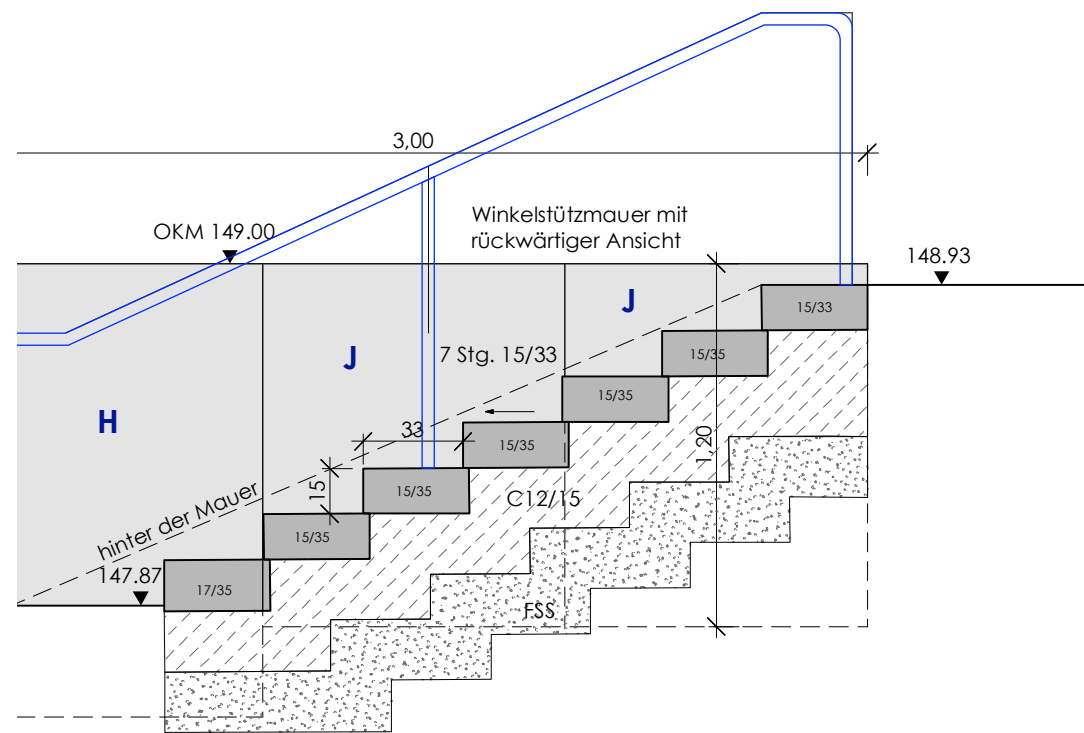 3,00
Winkelstützmauer mit
rückwärtiger Ansicht
OKM 149.00
148.93
15/33
J
15/35
J
7 Stg. 15/33
15/35
H
33
15/35
1,20
15
15/35
C12/15
hinter der Mauer
15/35
147.87
17/35
FSS